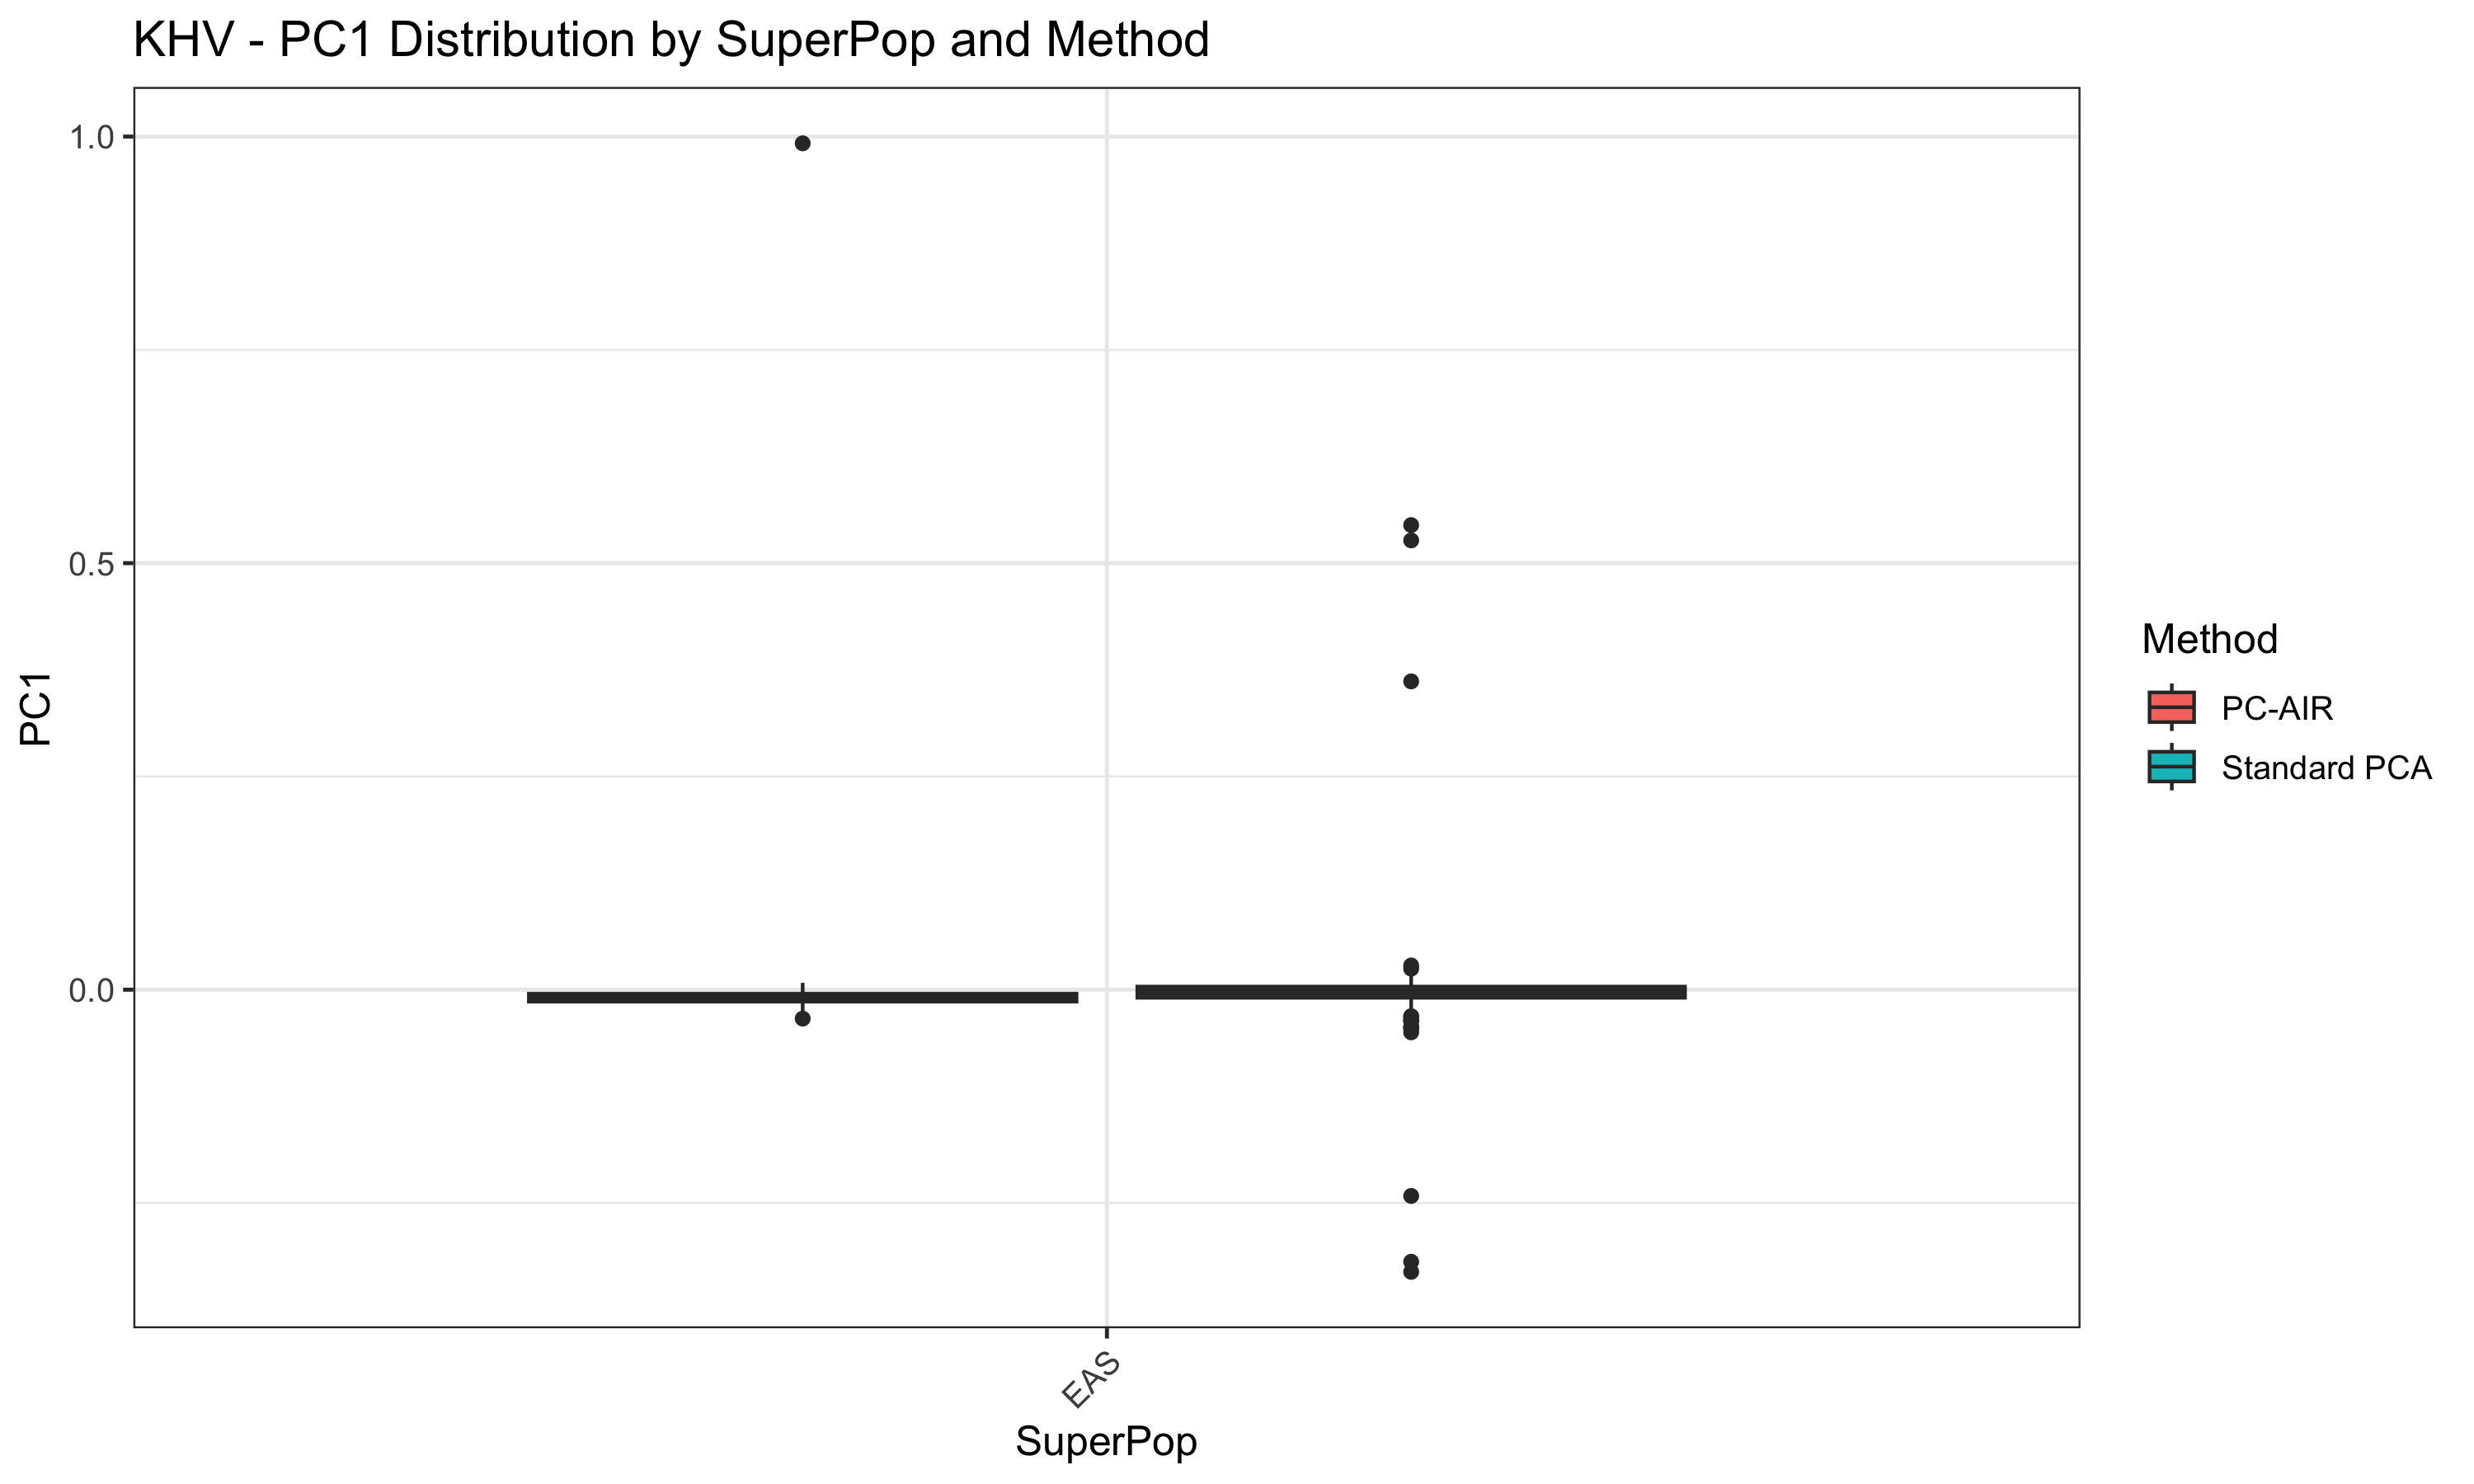 KHV - PC1 Distribution by SuperPop and Method
1.0
0.5
0.0
PC1
EAS
SuperPop
Method
PC-AIR
Standard PCA